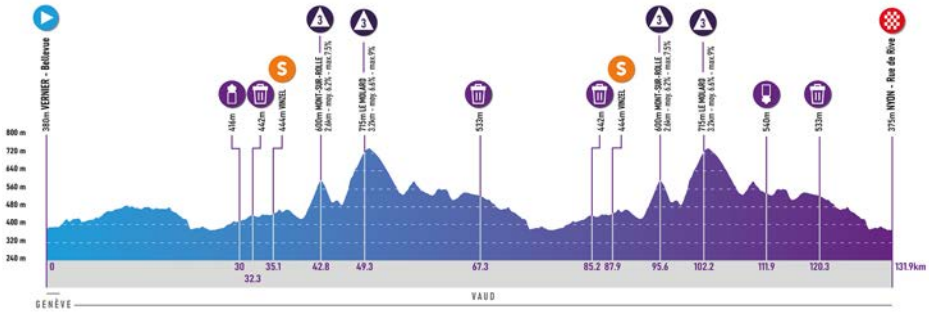 3
3
3
3
S
S
380m VERNIER - Bellevue
416m
442m
444m VINZEL
600m MONT-SUR-ROLLE
2.6km - moy. 6.2% - max.7.5%
715m LE MOLARD
3.2km - moy. 6.6% - max.9%
533m
442m
444m VINZEL
600m MONT-SUR-ROLLE
2.6km - moy. 6.2% - max.7.5%
715m LE MOLARD
3.2km - moy. 6.6% - max.9%
540m
533m
375m NYON - Rue de Rive
800 m
720 m
640 m
560 m
480 m
400 m
320 m
240 m
0
30
32.3
35.1
42.8
49.3
67.3
85.2
87.9
95.6
102.2
111.9
120.3
131.9km
VAUD
GENÈVE